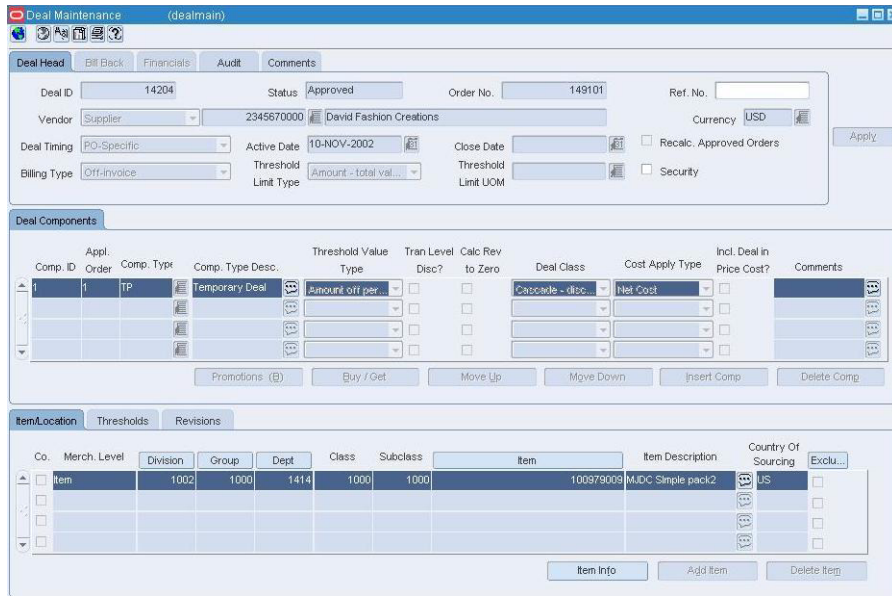 Deal Maintenance (dealmain)
Deal Head Bill Back Financials Audit Comments
Deal ID 14204 Status Approved Order No. 149101 Ref. No.
Vendor Supplier 2345670000 David Fashion Creations Currency USD
Apply
Deal Timing PO-Specific Active Date 10-NOV-2002 Close Date Recalc. Approved Orders
Billing Type Off-invoice Threshold Limit Type Amount - total val... Threshold Limit UOM Security
Deal Components
Comp. ID Appl. Order Comp. Type Comp. Type Desc. Threshold Value Type Tran Level Disc? Calc Rev to Zero Deal Class Cost Apply Type Incl. Deal in Price Cost? Comments
1 1 TP Temporary Deal Amount off per... Cascade - disc... Net Cost
Promotions (B) Buy / Get Move Up Move Down Insert Comp Delete Comp
Item/Location Thresholds Revisions
Co. Merch. Level Division Group Dept Class Subclass Item Item Description Country Of Sourcing Exclu...
Item 1002 1000 1414 1000 1000 100979009 MJDC Simple pack2 US
Item Info Add Item Delete Item